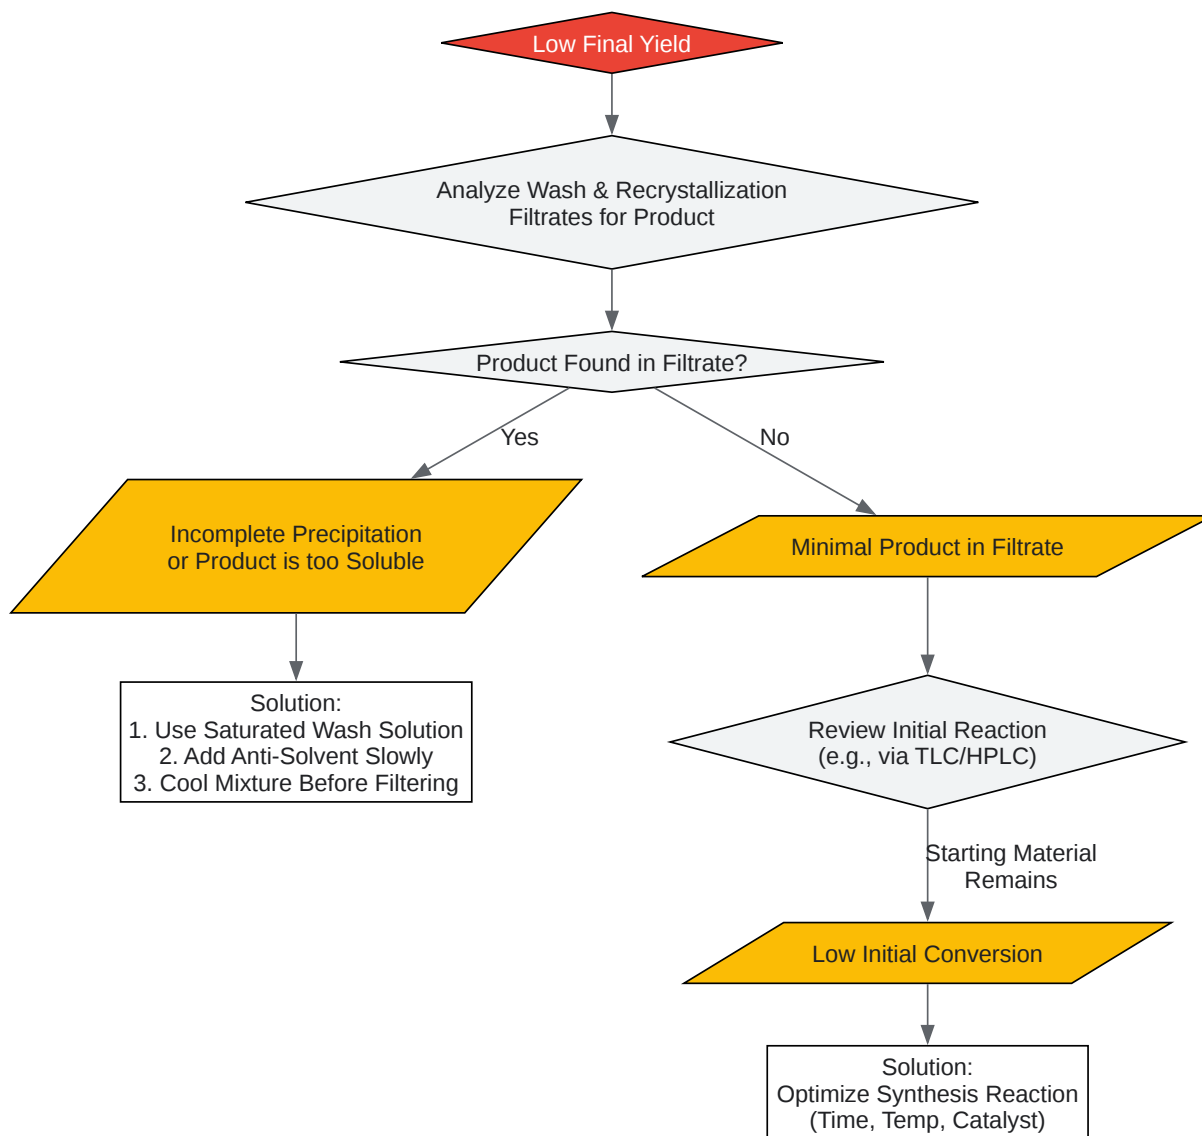 Low Final Yield
Analyze Wash & Recrystallization
Filtrates for Product
Product Found in Filtrate?
Yes
No
Incomplete Precipitation
or Product is too Soluble
Minimal Product in Filtrate
Solution:
1. Use Saturated Wash Solution
2. Add Anti-Solvent Slowly
3. Cool Mixture Before Filtering
Review Initial Reaction
(e.g., via TLC/HPLC)
Starting Material
Remains
Low Initial Conversion
Solution:
Optimize Synthesis Reaction
(Time, Temp, Catalyst)